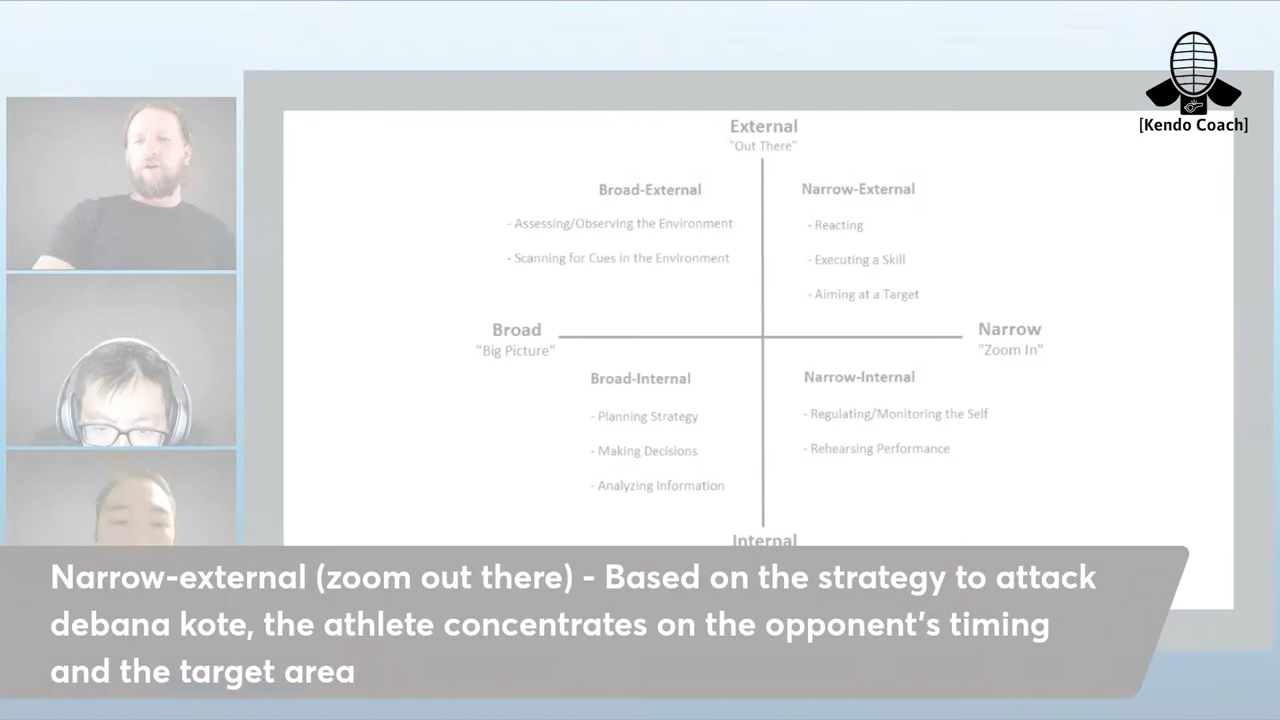 [Kendo Coach]
External
"Out There"
Broad-External
- Assessing/Observing the Environment
- Scanning for Cues in the Environment
Narrow-External
- Reacting
- Executing a Skill
- Aiming at a Target
Broad
"Big Picture"
Narrow
"Zoom In"
Broad-Internal
- Planning Strategy
- Making Decisions
- Analyzing Information
Narrow-Internal
- Regulating/Monitoring the Self
- Rehearsing Performance
Internal
Narrow-external (zoom out there) - Based on the strategy to attack
debana kote, the athlete concentrates on the opponent's timing
and the target area